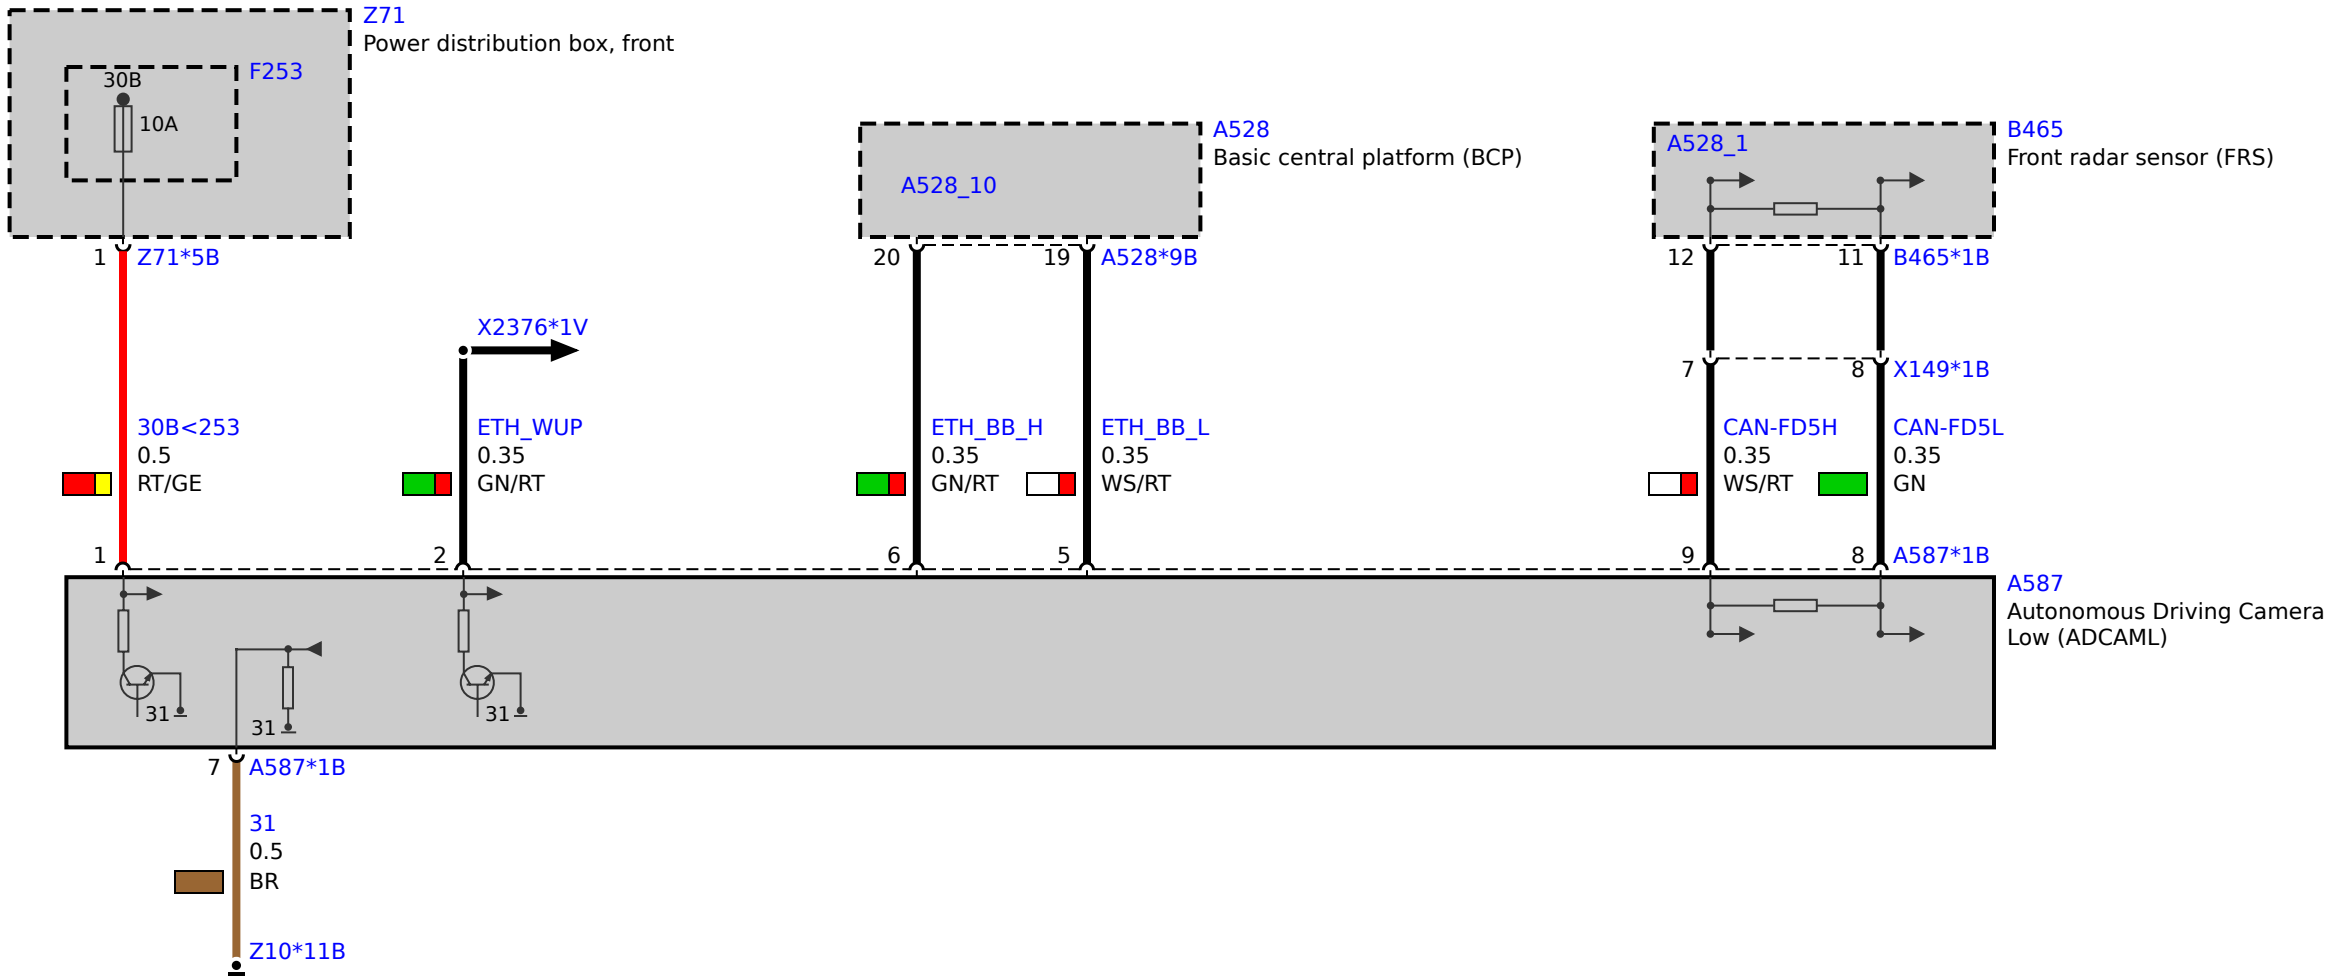 Z71
Power distribution box, front
F253
30B
10A
A528
Basic central platform (BCP)
A528_10
B465
Front radar sensor (FRS)
A528_1
1 Z71*5B
20 19 A528*9B
12 11 B465*1B
X2376*1V
7 8 X149*1B
30B<253
0.5
RT/GE
ETH_WUP
0.35
GN/RT
ETH_BB_H
0.35
GN/RT
ETH_BB_L
0.35
WS/RT
CAN-FD5H
0.35
WS/RT
CAN-FD5L
0.35
GN
1 2 6 5 9 8 A587*1B
A587
Autonomous Driving Camera
Low (ADCAML)
31
31
31
7 A587*1B
31
0.5
BR
Z10*11B